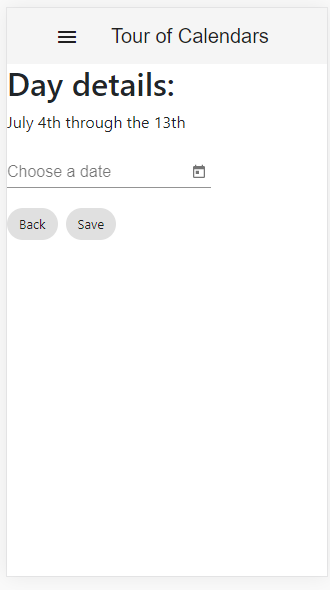 Tour of Calendars
Day details:
July 4th through the 13th
Choose a date
Back Save